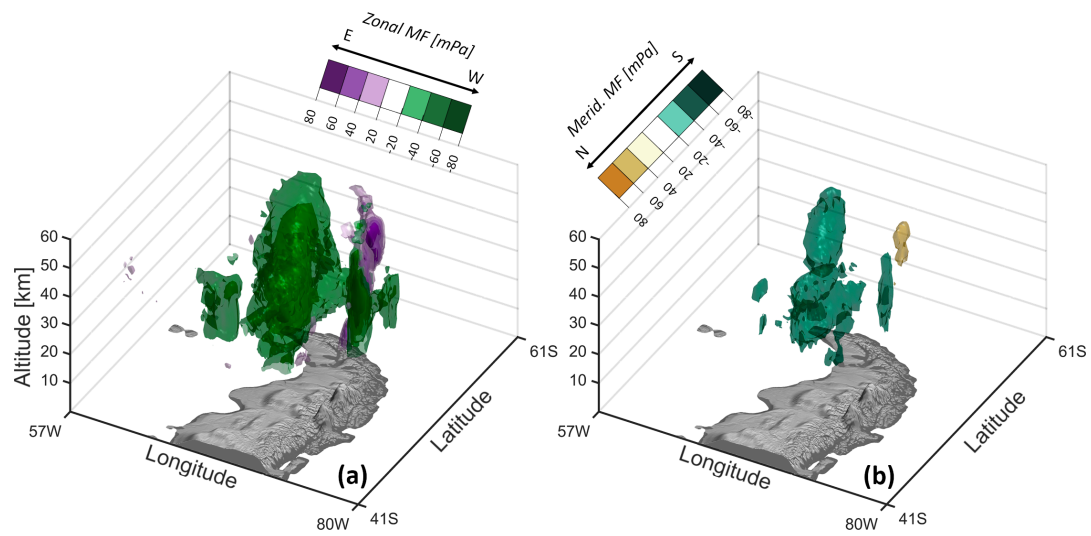 Zonal MF [mPa]
E
W
80
60
40
20
-20
-40
-60
-80
60
50
40
30
20
10
Altitude [km]
57W
Longitude
80W
41S
Latitude
61S
(a)
Merid. MF [mPa]
S
N
80
60
40
20
-20
-40
-60
-80
60
50
40
30
20
10
57W
Longitude
80W
41S
Latitude
61S
(b)